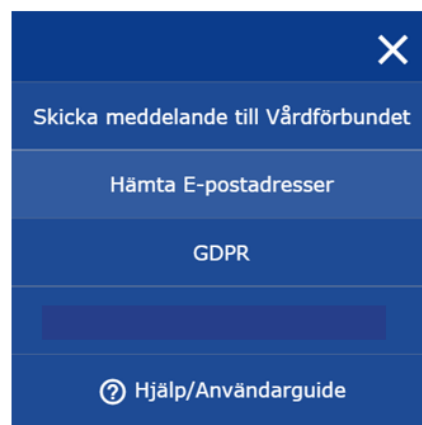 Skicka meddelande till Vårdförbundet
Hämta E-postadresser
GDPR
Hjälp/Användarguide